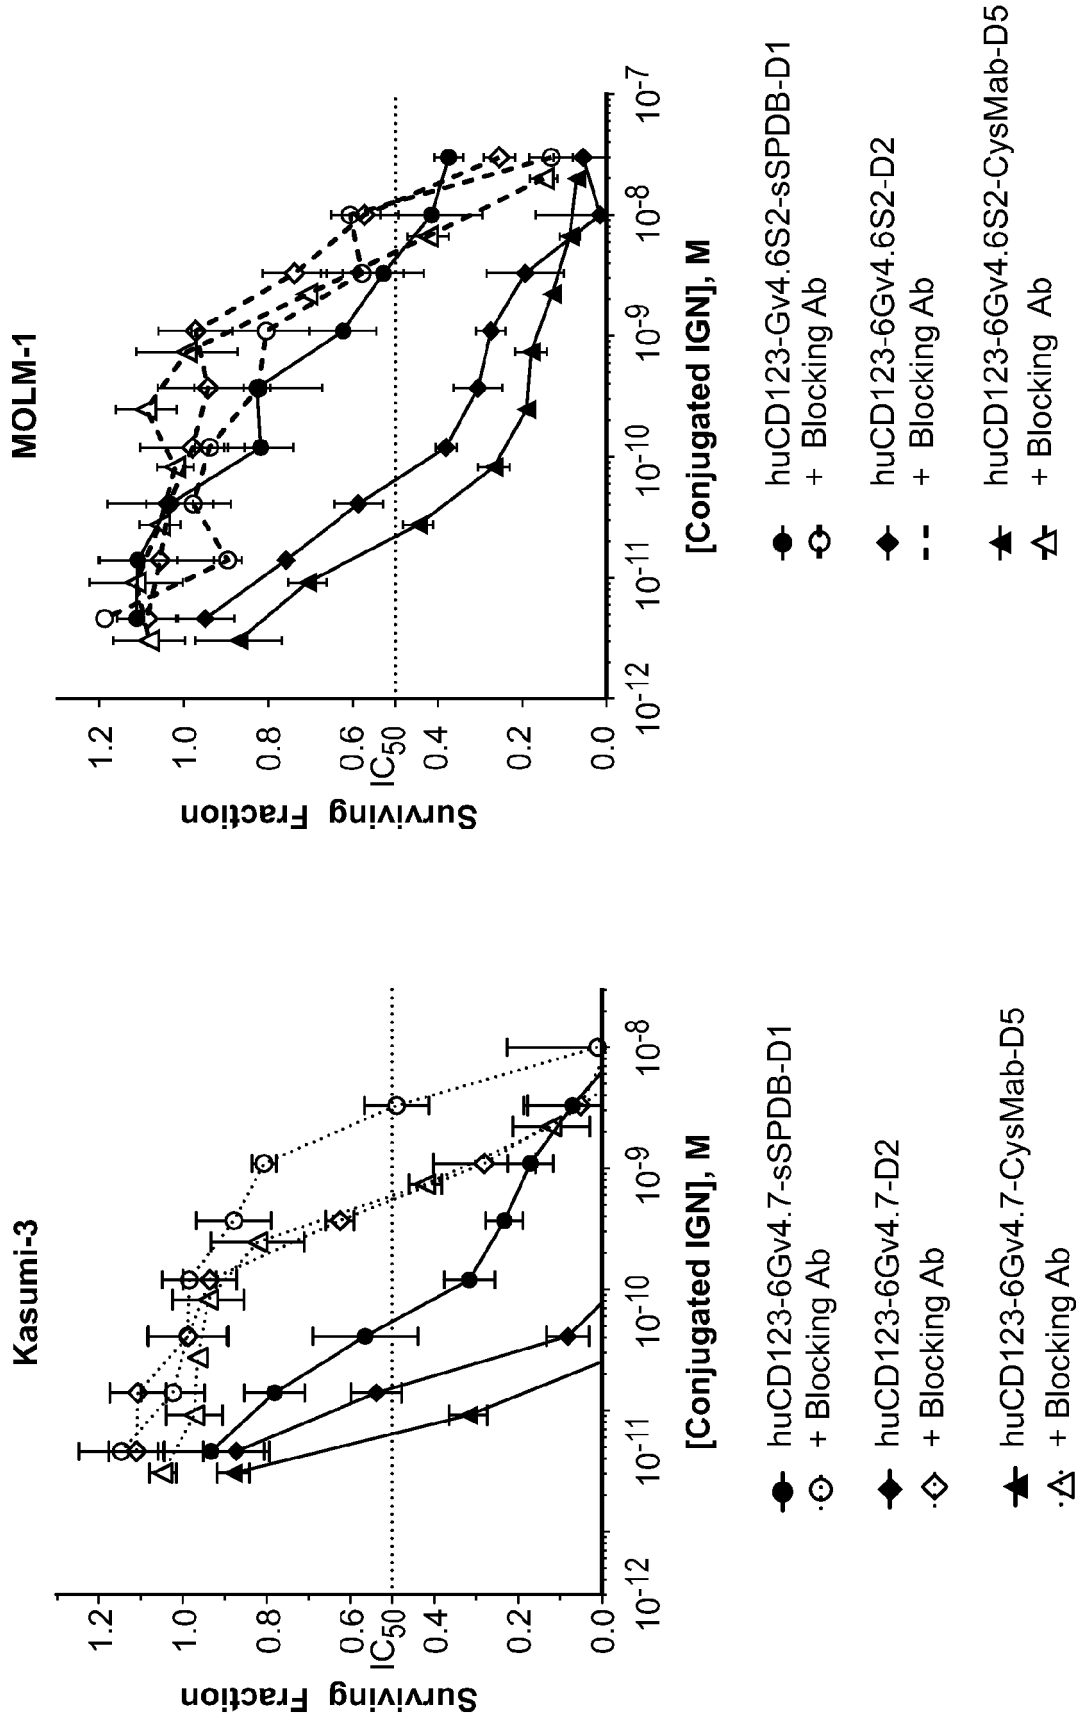 Kasumi-3
Surviving Fraction
1.2
1.0
0.8
0.6
IC50
0.4
0.2
0.0
10-12
10-11
10-10
10-9
10-8
[Conjugated IGN], M
huCD123-6Gv4.7-sSPDB-D1
+ Blocking Ab
huCD123-6Gv4.7-D2
+ Blocking Ab
huCD123-6Gv4.7-CysMab-D5
+ Blocking Ab
MOLM-1
Surviving Fraction
1.2
1.0
0.8
0.6
IC50
0.4
0.2
0.0
10-12
10-11
10-10
10-9
10-8
10-7
[Conjugated IGN], M
huCD123-Gv4.6S2-sSPDB-D1
+ Blocking Ab
huCD123-6Gv4.6S2-D2
+ Blocking Ab
huCD123-6Gv4.6S2-CysMab-D5
+ Blocking Ab